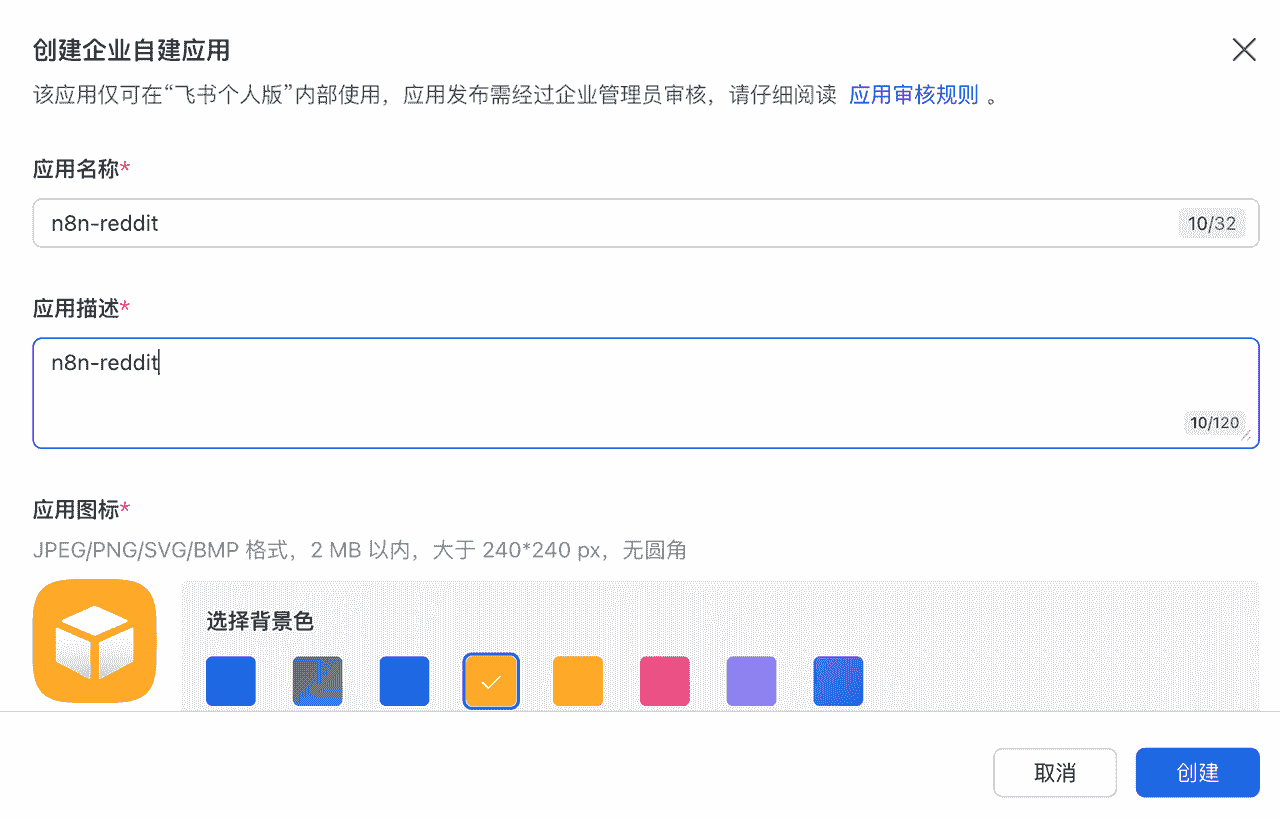 创建企业自建应用
该应用仅可在“飞书个人版”内部使用，应用发布需经过企业管理员审核，请仔细阅读 应用审核规则 。
应用名称*
n8n-reddit
10/32
应用描述*
n8n-reddit
10/120
应用图标*
JPEG/PNG/SVG/BMP 格式，2 MB 以内，大于 240*240 px，无圆角
选择背景色
取消
创建